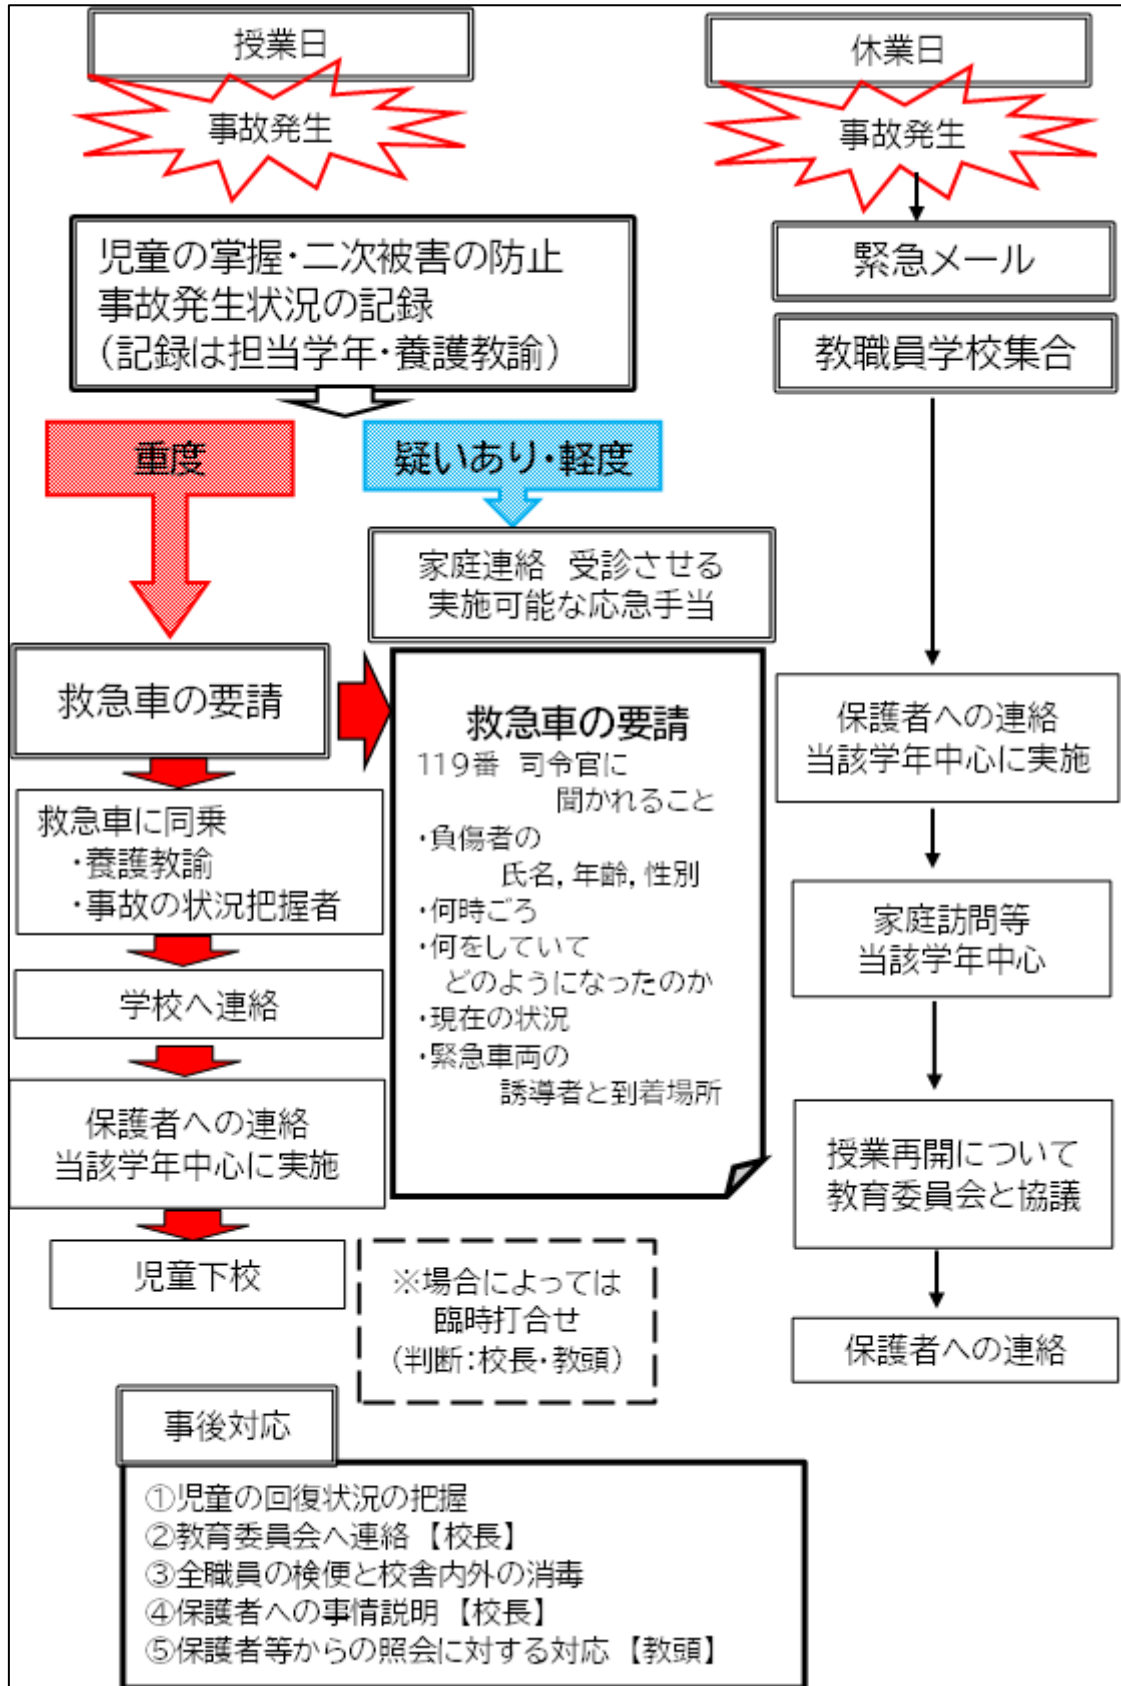 授業日
事故発生
児童の掌握・二次被害の防止
事故発生状況の記録
(記録は担当学年・養護教諭)
重度
疑いあり・軽度
家庭連絡 受診させる
実施可能な応急手当
救急車の要請
救急車に同乗
・養護教諭
・事故の状況把握者
学校へ連絡
保護者への連絡
当該学年中心に実施
児童下校
救急車の要請
119番 司令官に
聞かれること
・負傷者の
氏名,年齢,性別
・何時ごろ
・何をしていて
どのようになったのか
・現在の状況
・緊急車両の
誘導者と到着場所
※場合によっては
臨時打合せ
(判断:校長・教頭)
休業日
事故発生
緊急メール
教職員学校集合
保護者への連絡
当該学年中心に実施
家庭訪問等
当該学年中心
授業再開について
教育委員会と協議
保護者への連絡
事後対応
①児童の回復状況の把握
②教育委員会へ連絡【校長】
③全職員の検便と校舎内外の消毒
④保護者への事情説明【校長】
⑤保護者等からの照会に対する対応【教頭】